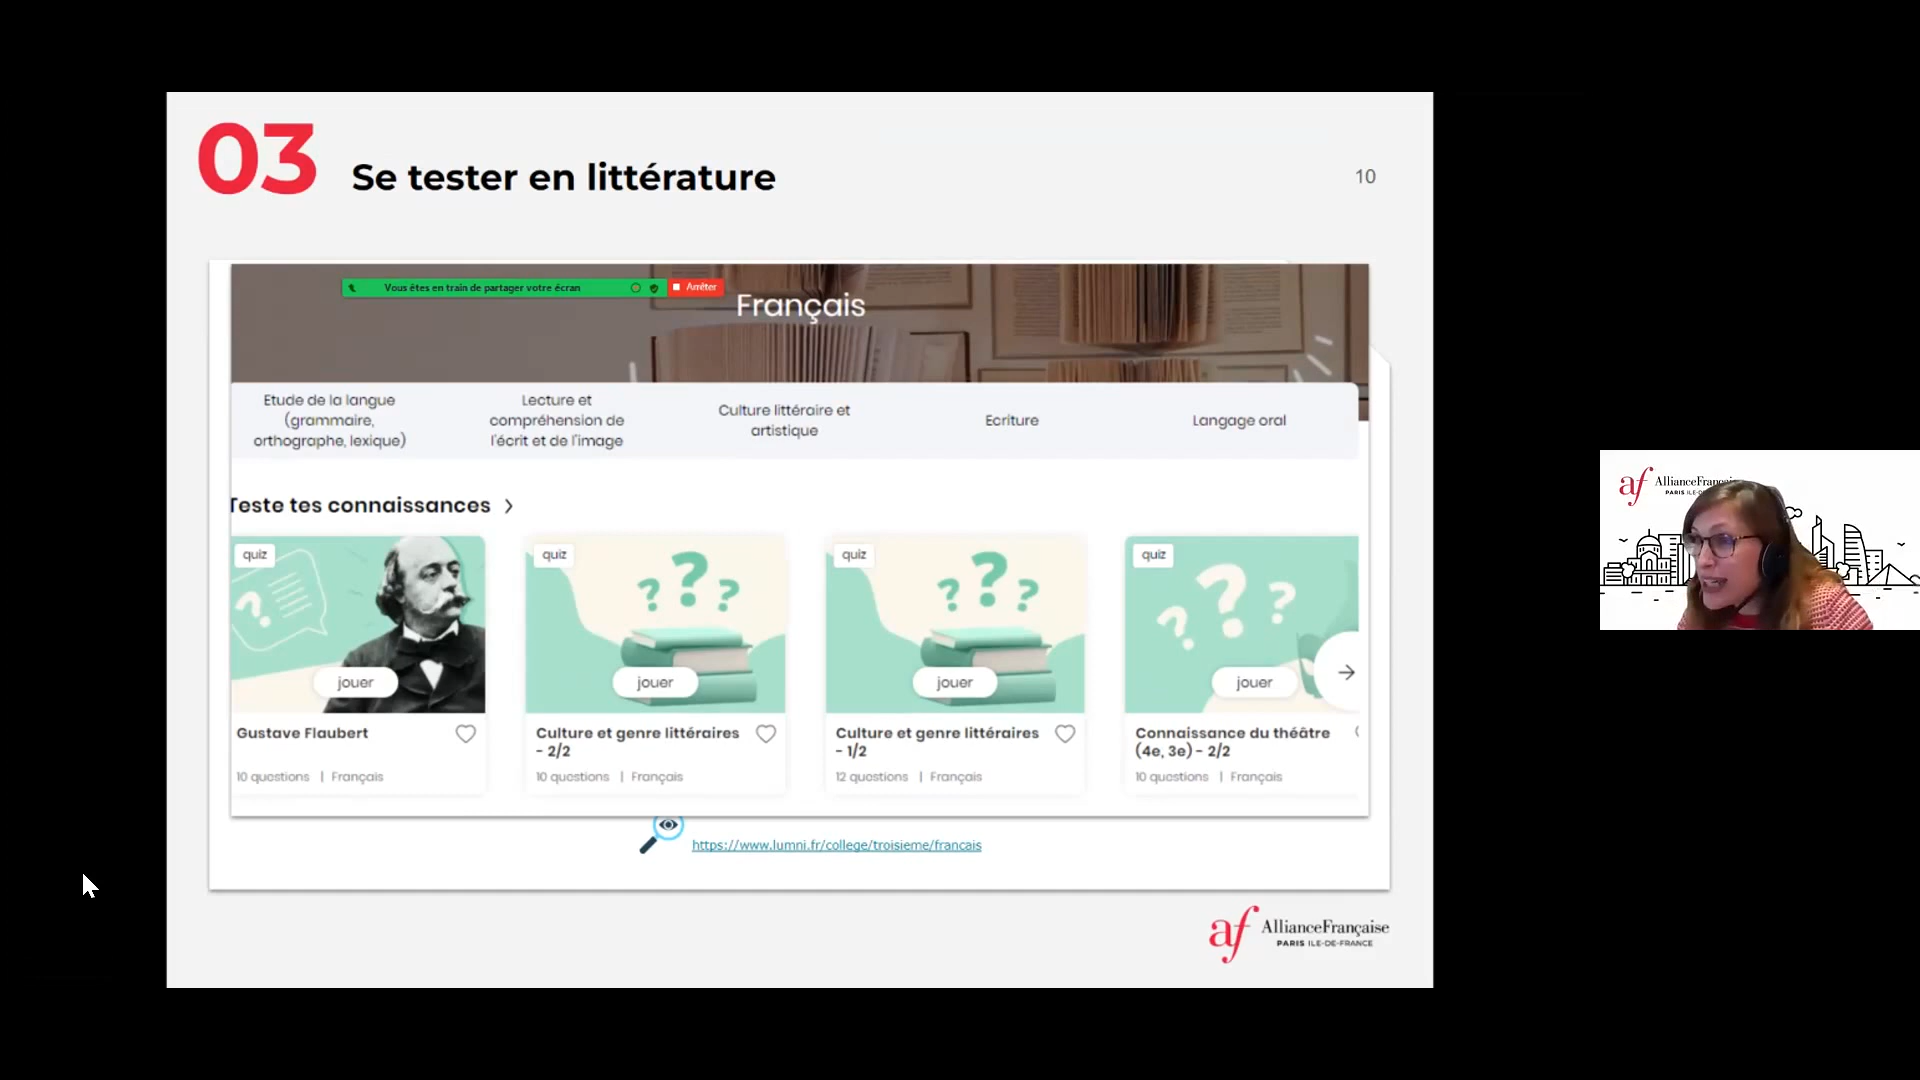 03
Se tester en littérature
10
Vous êtes en train de partager votre écran
Arrêter
Français
Etude de la langue
(grammaire,
orthographe, lexique)
Lecture et
compréhension de
l'écrit et de l'image
Culture littéraire et
artistique
Ecriture
Langage oral
Teste tes connaissances
quiz
jouer
Gustave Flaubert
10 questions | Français
quiz
jouer
Culture et genre littéraires
- 2/2
10 questions | Français
quiz
jouer
Culture et genre littéraires
- 1/2
12 questions | Français
quiz
jouer
Connaissance du théâtre
(4e, 3e) - 2/2
10 questions | Français
https://www.lumni.fr/college/troisieme/francais
af AllianceFrançaise
PARIS ILE-DE-FRANCE
af
PARIS